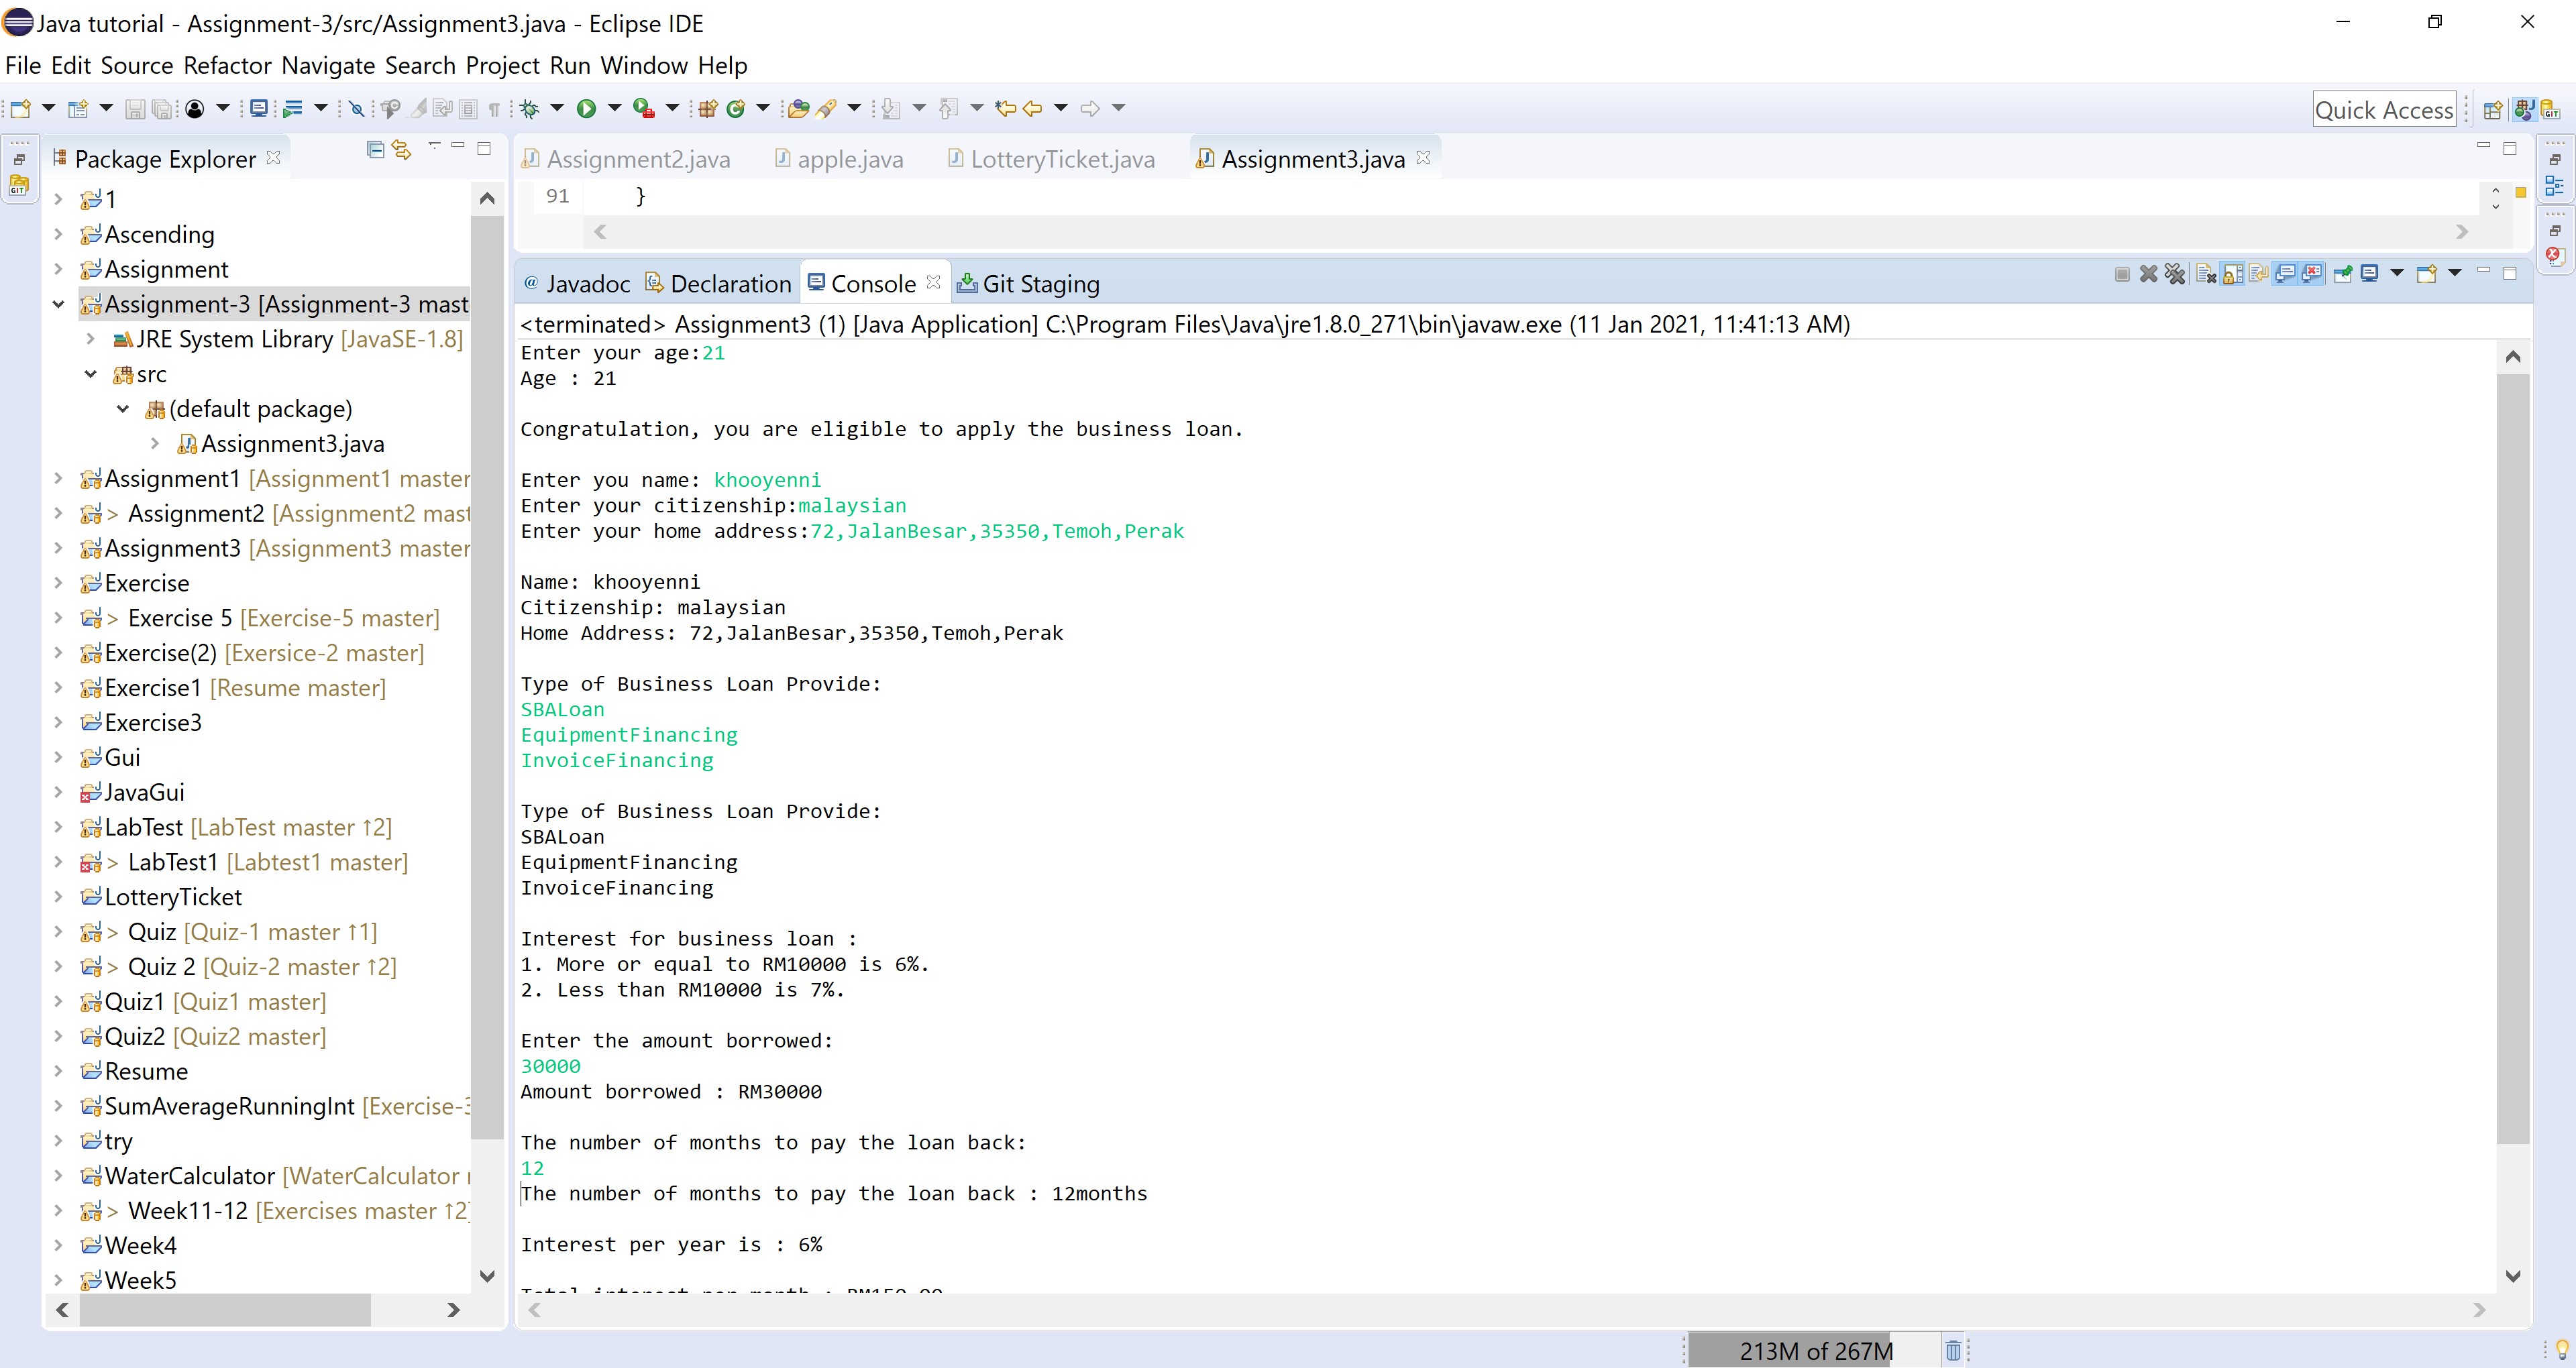 Java tutorial - Assignment-3/src/Assignment3.java - Eclipse IDE
File Edit Source Refactor Navigate Search Project Run Window Help
Quick Access
Package Explorer
1
Ascending
Assignment
Assignment-3 [Assignment-3 mast
JRE System Library [JavaSE-1.8]
src
(default package)
Assignment3.java
Assignment1 [Assignment1 master
> Assignment2 [Assignment2 mast
Assignment3 [Assignment3 master
Exercise
> Exercise 5 [Exercise-5 master]
Exercise(2) [Exersice-2 master]
Exercise1 [Resume master]
Exercise3
Gui
JavaGui
LabTest [LabTest master ↑2]
> LabTest1 [Labtest1 master]
LotteryTicket
> Quiz [Quiz-1 master ↑1]
> Quiz 2 [Quiz-2 master ↑2]
Quiz1 [Quiz1 master]
Quiz2 [Quiz2 master]
Resume
SumAverageRunningInt [Exercise-3
try
WaterCalculator [WaterCalculator
> Week11-12 [Exercises master ↑2]
Week4
Week5
Assignment2.java apple.java LotteryTicket.java Assignment3.java
91 }
@ Javadoc Declaration Console Git Staging
<terminated> Assignment3 (1) [Java Application] C:\Program Files\Java\jre1.8.0_271\bin\javaw.exe (11 Jan 2021, 11:41:13 AM)
Enter your age:21
Age : 21
Congratulation, you are eligible to apply the business loan.
Enter you name: khooyenni
Enter your citizenship:malaysian
Enter your home address:72,JalanBesar,35350,Temoh,Perak
Name: khooyenni
Citizenship: malaysian
Home Address: 72,JalanBesar,35350,Temoh,Perak
Type of Business Loan Provide:
SBALoan
EquipmentFinancing
InvoiceFinancing
Type of Business Loan Provide:
SBALoan
EquipmentFinancing
InvoiceFinancing
Interest for business loan :
1. More or equal to RM10000 is 6%.
2. Less than RM10000 is 7%.
Enter the amount borrowed:
30000
Amount borrowed : RM30000
The number of months to pay the loan back:
12
The number of months to pay the loan back : 12months
Interest per year is : 6%
Total interest per month : RM150.00
213M of 267M